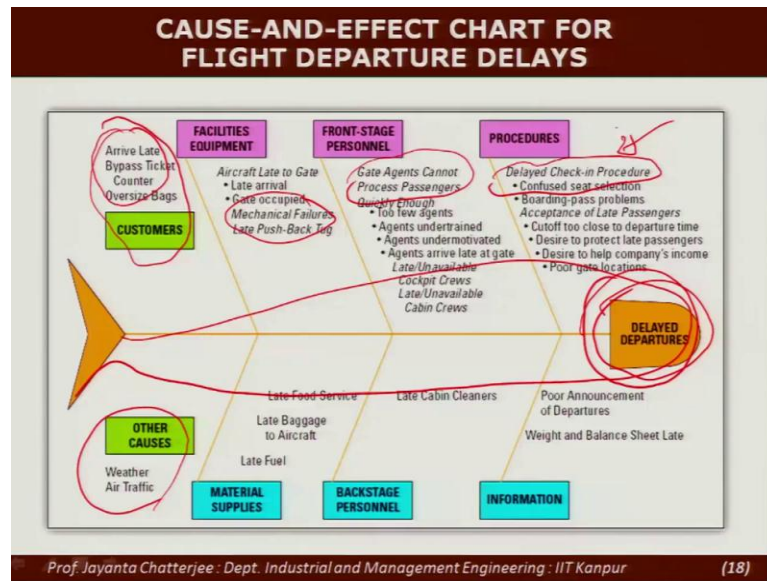 CAUSE-AND-EFFECT CHART FOR
FLIGHT DEPARTURE DELAYS
Arrive Late
Bypass Ticket
Counter
Oversize Bags
CUSTOMERS
FACILITIES
EQUIPMENT
Aircraft Late to Gate
• Late arrival
• Gate occupied
Mechanical Failures
Late Push-Back Tug
FRONT-STAGE
PERSONNEL
Gate Agents Cannot
Process Passengers
Quickly Enough
• Too few agents
• Agents undertrained
• Agents undermotivated
• Agents arrive late at gate
Late/Unavailable
Cockpit Crews
Late/Unavailable
Cabin Crews
PROCEDURES
Delayed Check-in Procedure
• Confused seat selection
• Boarding-pass problems
Acceptance of Late Passengers
• Cutoff too close to departure time
• Desire to protect late passengers
• Desire to help company's income
• Poor gate locations
DELAYED
DEPARTURES
OTHER
CAUSES
Weather
Air Traffic
Late Food Service
Late Baggage
to Aircraft
Late Fuel
MATERIAL
SUPPLIES
Late Cabin Cleaners
BACKSTAGE
PERSONNEL
Poor Announcement
of Departures
Weight and Balance Sheet Late
INFORMATION
Prof. Jayanta Chatterjee : Dept. Industrial and Management Engineering : IIT Kanpur
(18)